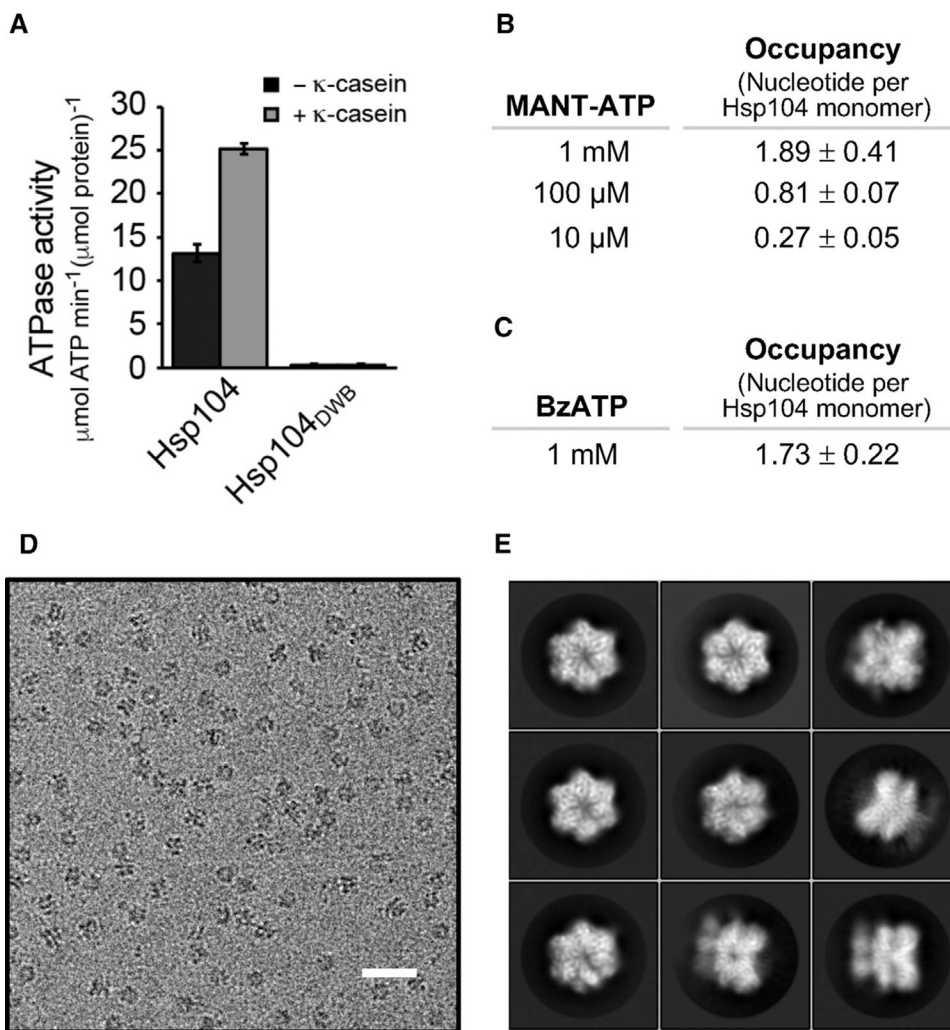 A
– κ-casein
+ κ-casein
ATPase activity
μmol ATP min⁻¹(μmol protein)⁻¹
30
25
20
15
10
5
0
Hsp104
Hsp104DWB
B
MANT-ATP
Occupancy
(Nucleotide per
Hsp104 monomer)
1 mM 1.89 ± 0.41
100 μM 0.81 ± 0.07
10 μM 0.27 ± 0.05
C
BzATP
Occupancy
(Nucleotide per
Hsp104 monomer)
1 mM 1.73 ± 0.22
D
E